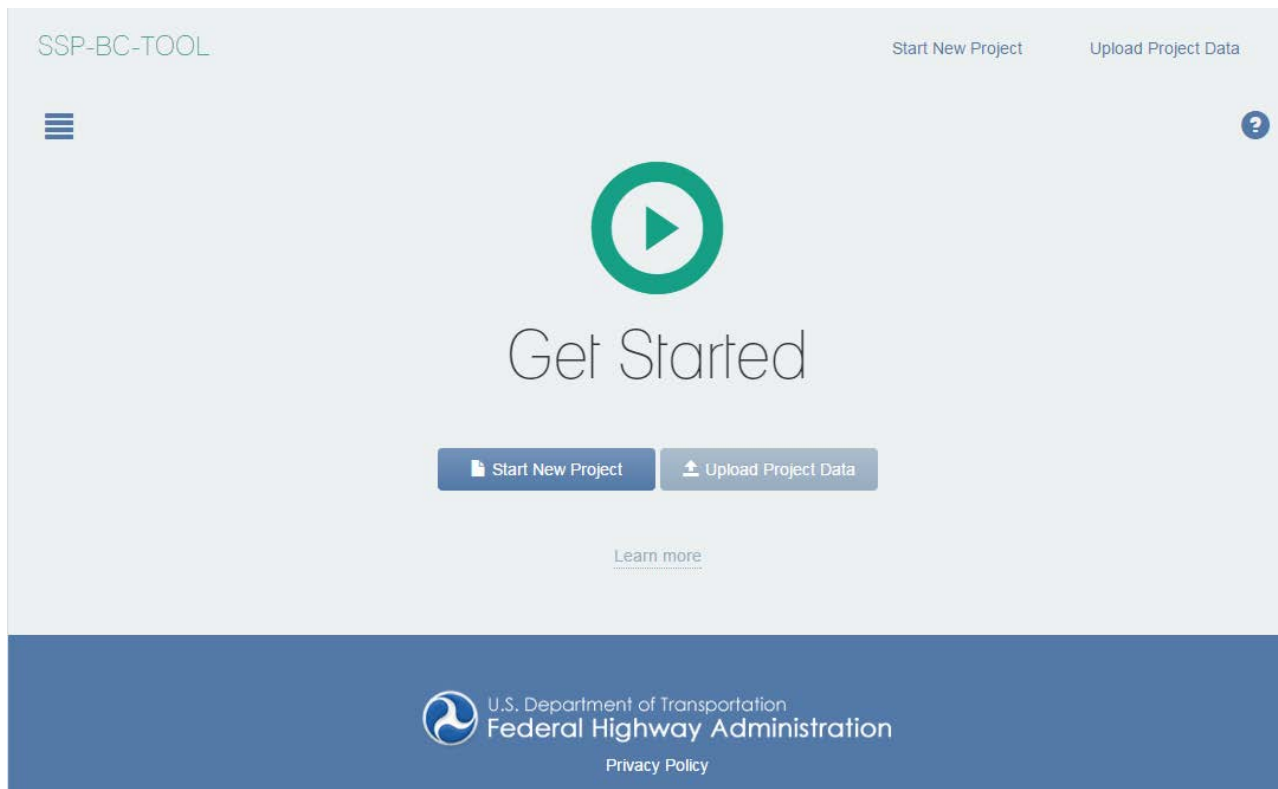 SSP-BC-TOOL
Start New Project
Upload Project Data
?
Get Started
Start New Project
Upload Project Data
Learn more
U.S. Department of Transportation
Federal Highway Administration
Privacy Policy